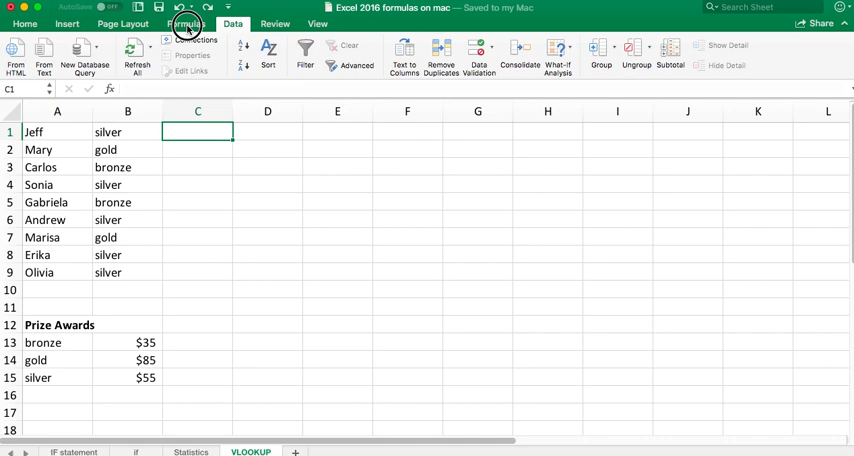 AutoSave OFF
Excel 2016 formulas on mac — Saved to my Mac
Search Sheet
Home Insert Page Layout Formulas Data Review View
Share
From HTML
From Text
New Database Query
Refresh All
Connections
Properties
Edit Links
Sort
Filter
Clear
Advanced
Text to Columns
Remove Duplicates
Data Validation
Consolidate
What-If Analysis
Group
Ungroup
Subtotal
Show Detail
Hide Detail
C1 fx
A B C D E F G H I J K L
1 Jeff silver
2 Mary gold
3 Carlos bronze
4 Sonia silver
5 Gabriela bronze
6 Andrew silver
7 Marisa gold
8 Erika silver
9 Olivia silver
10
11
12 Prize Awards
13 bronze $35
14 gold $85
15 silver $55
16
17
18
IF statement if Statistics VLOOKUP +